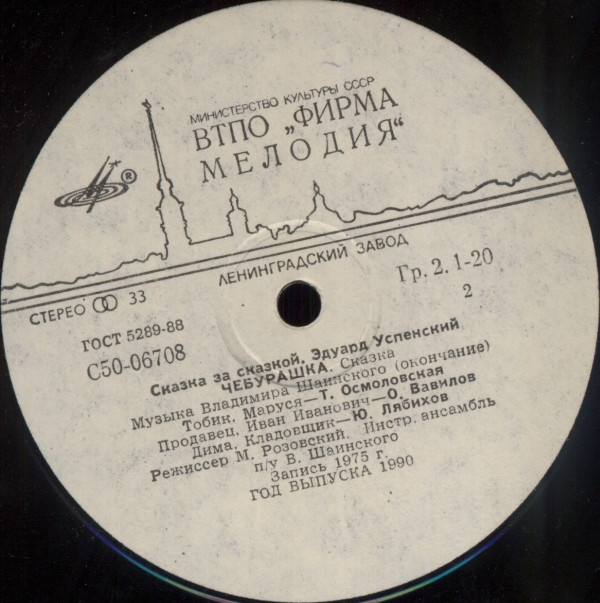 МИНИСТЕРСТВО КУЛЬТУРЫ СССР
ВТПО „ФИРМА
МЕЛОДИЯ“
®
ЛЕНИНГРАДСКИЙ ЗАВОД
СТЕРЕО 33
Гр. 2. 1-20
ГОСТ 5289-88
2
С50-06708
Сказка за сказкой. Эдуард Успенский
ЧЕБУРАШКА. Сказка
Музыка Владимира Шаинского (окончание)
Тобик, Маруся—Т. Осмоловская
Продавец, Иван Иванович—О. Вавилов
Дима, Кладовщик—Ю. Лябихов
Режиссер М. Розовский. Инстр. ансамбль
п/у В. Шаинского
Запись 1975 г.
ГОД ВЫПУСКА 1990